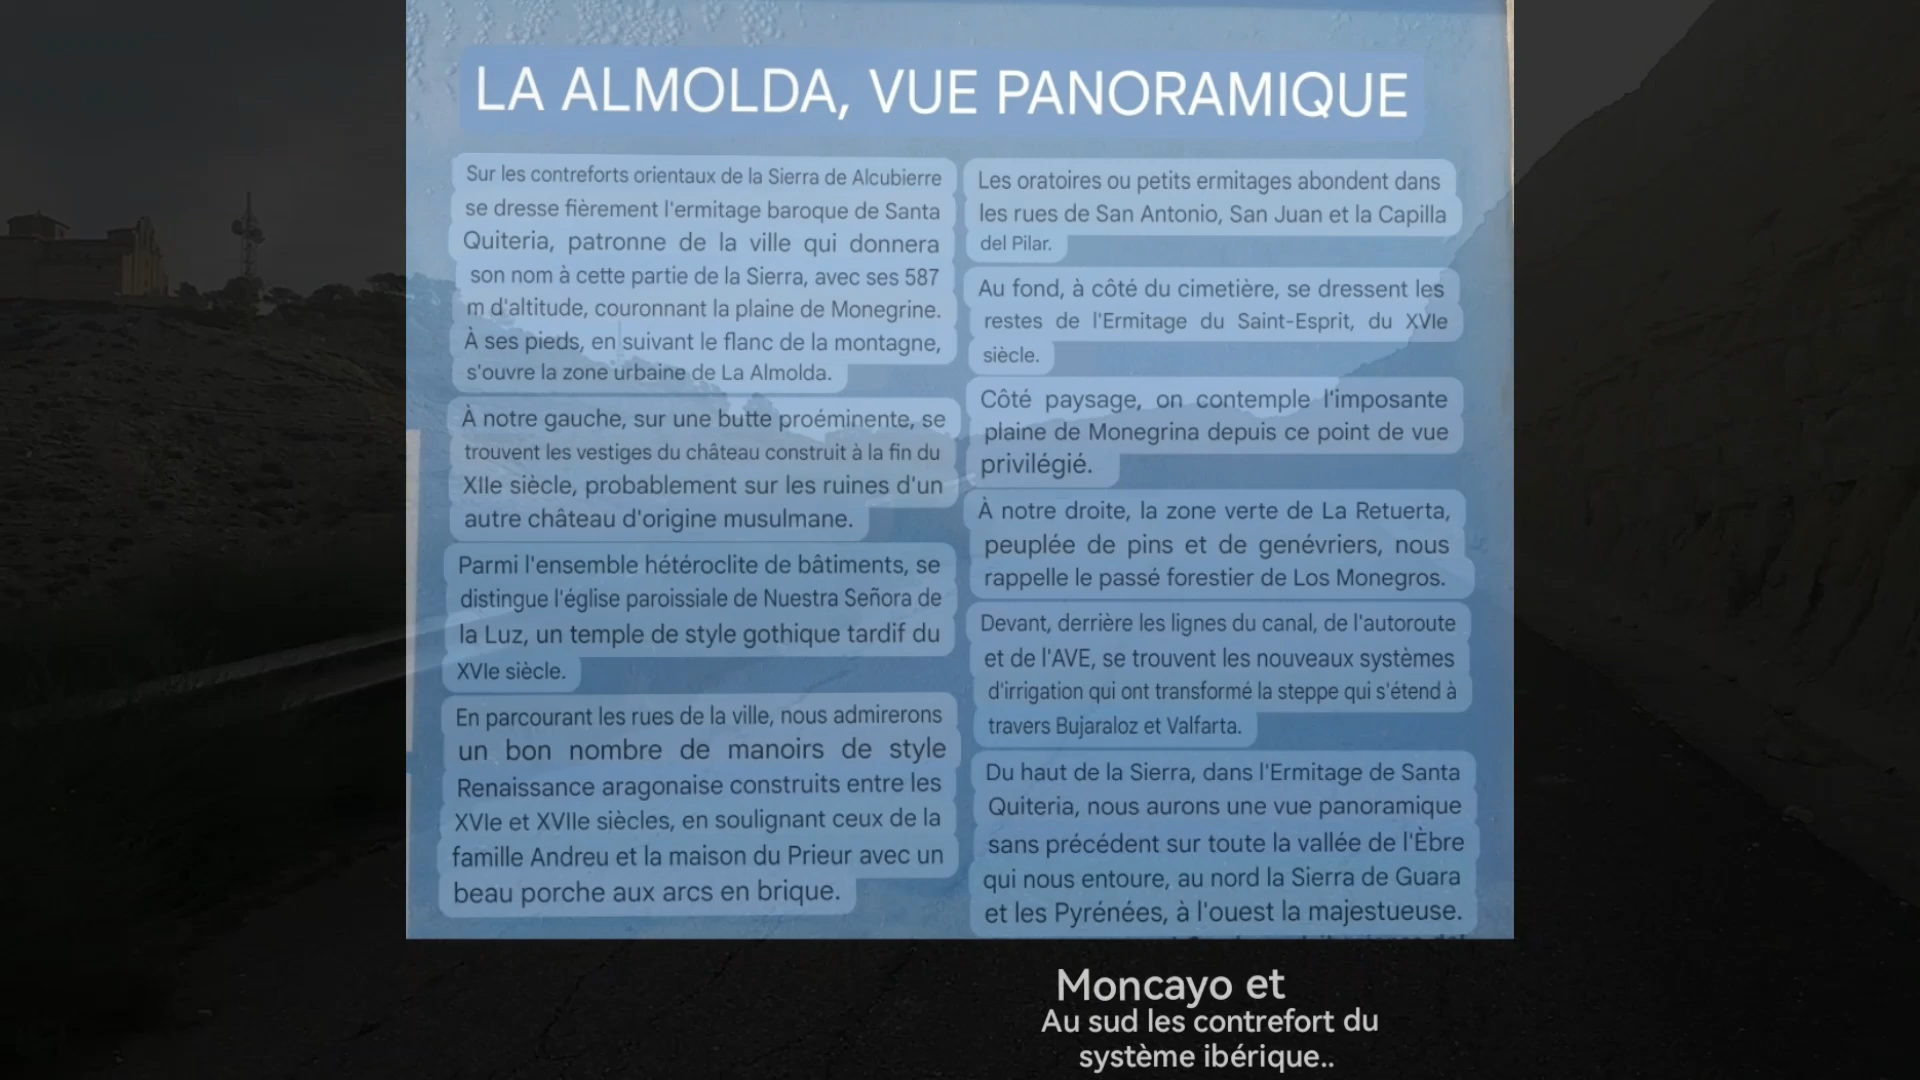 LA ALMOLDA, VUE PANORAMIQUE
Sur les contreforts orientaux de la Sierra de Alcubierre
se dresse fièrement l'ermitage baroque de Santa
Quiteria, patronne de la ville qui donnera
son nom à cette partie de la Sierra, avec ses 587
m d'altitude, couronnant la plaine de Monegrine.
À ses pieds, en suivant le flanc de la montagne,
s'ouvre la zone urbaine de La Almolda.
À notre gauche, sur une butte proéminente, se
trouvent les vestiges du château construit à la fin du
XIIe siècle, probablement sur les ruines d'un
autre château d'origine musulmane.
Parmi l'ensemble hétéroclite de bâtiments, se
distingue l'église paroissiale de Nuestra Señora de
la Luz, un temple de style gothique tardif du
XVIe siècle.
En parcourant les rues de la ville, nous admirerons
un bon nombre de manoirs de style
Renaissance aragonaise construits entre les
XVIe et XVIIe siècles, en soulignant ceux de la
famille Andreu et la maison du Prieur avec un
beau porche aux arcs en brique.
Les oratoires ou petits ermitages abondent dans
les rues de San Antonio, San Juan et la Capilla
del Pilar.
Au fond, à côté du cimetière, se dressent les
restes de l'Ermitage du Saint-Esprit, du XVIe
siècle.
Côté paysage, on contemple l'imposante
plaine de Monegrina depuis ce point de vue
privilégié.
À notre droite, la zone verte de La Retuerta,
peuplée de pins et de genévriers, nous
rappelle le passé forestier de Los Monegros.
Devant, derrière les lignes du canal, de l'autoroute
et de l'AVE, se trouvent les nouveaux systèmes
d'irrigation qui ont transformé la steppe qui s'étend à
travers Bujaraloz et Valfarta.
Du haut de la Sierra, dans l'Ermitage de Santa
Quiteria, nous aurons une vue panoramique
sans précédent sur toute la vallée de l'Èbre
qui nous entoure, au nord la Sierra de Guara
et les Pyrénées, à l'ouest la majestueuse.
Moncayo et
Au sud les contrefort du
système ibérique..